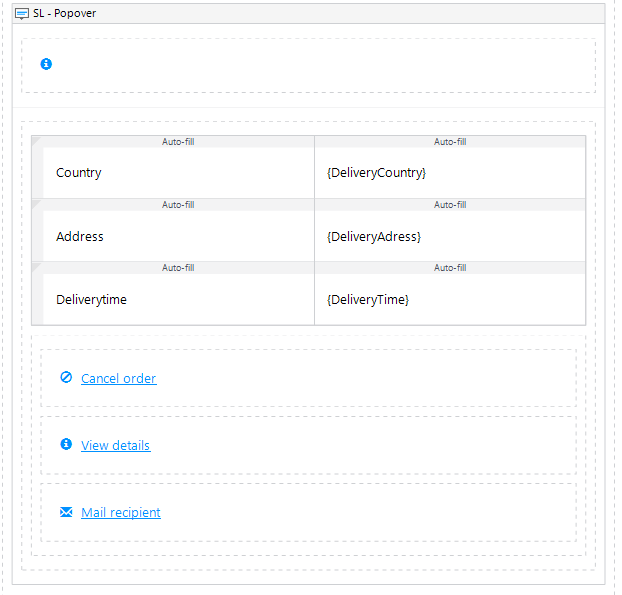 SL - Popover
Auto-fill Auto-fill
Country {DeliveryCountry}
Auto-fill Auto-fill
Address {DeliveryAdress}
Auto-fill Auto-fill
Deliverytime {DeliveryTime}
Cancel order
View details
Mail recipient